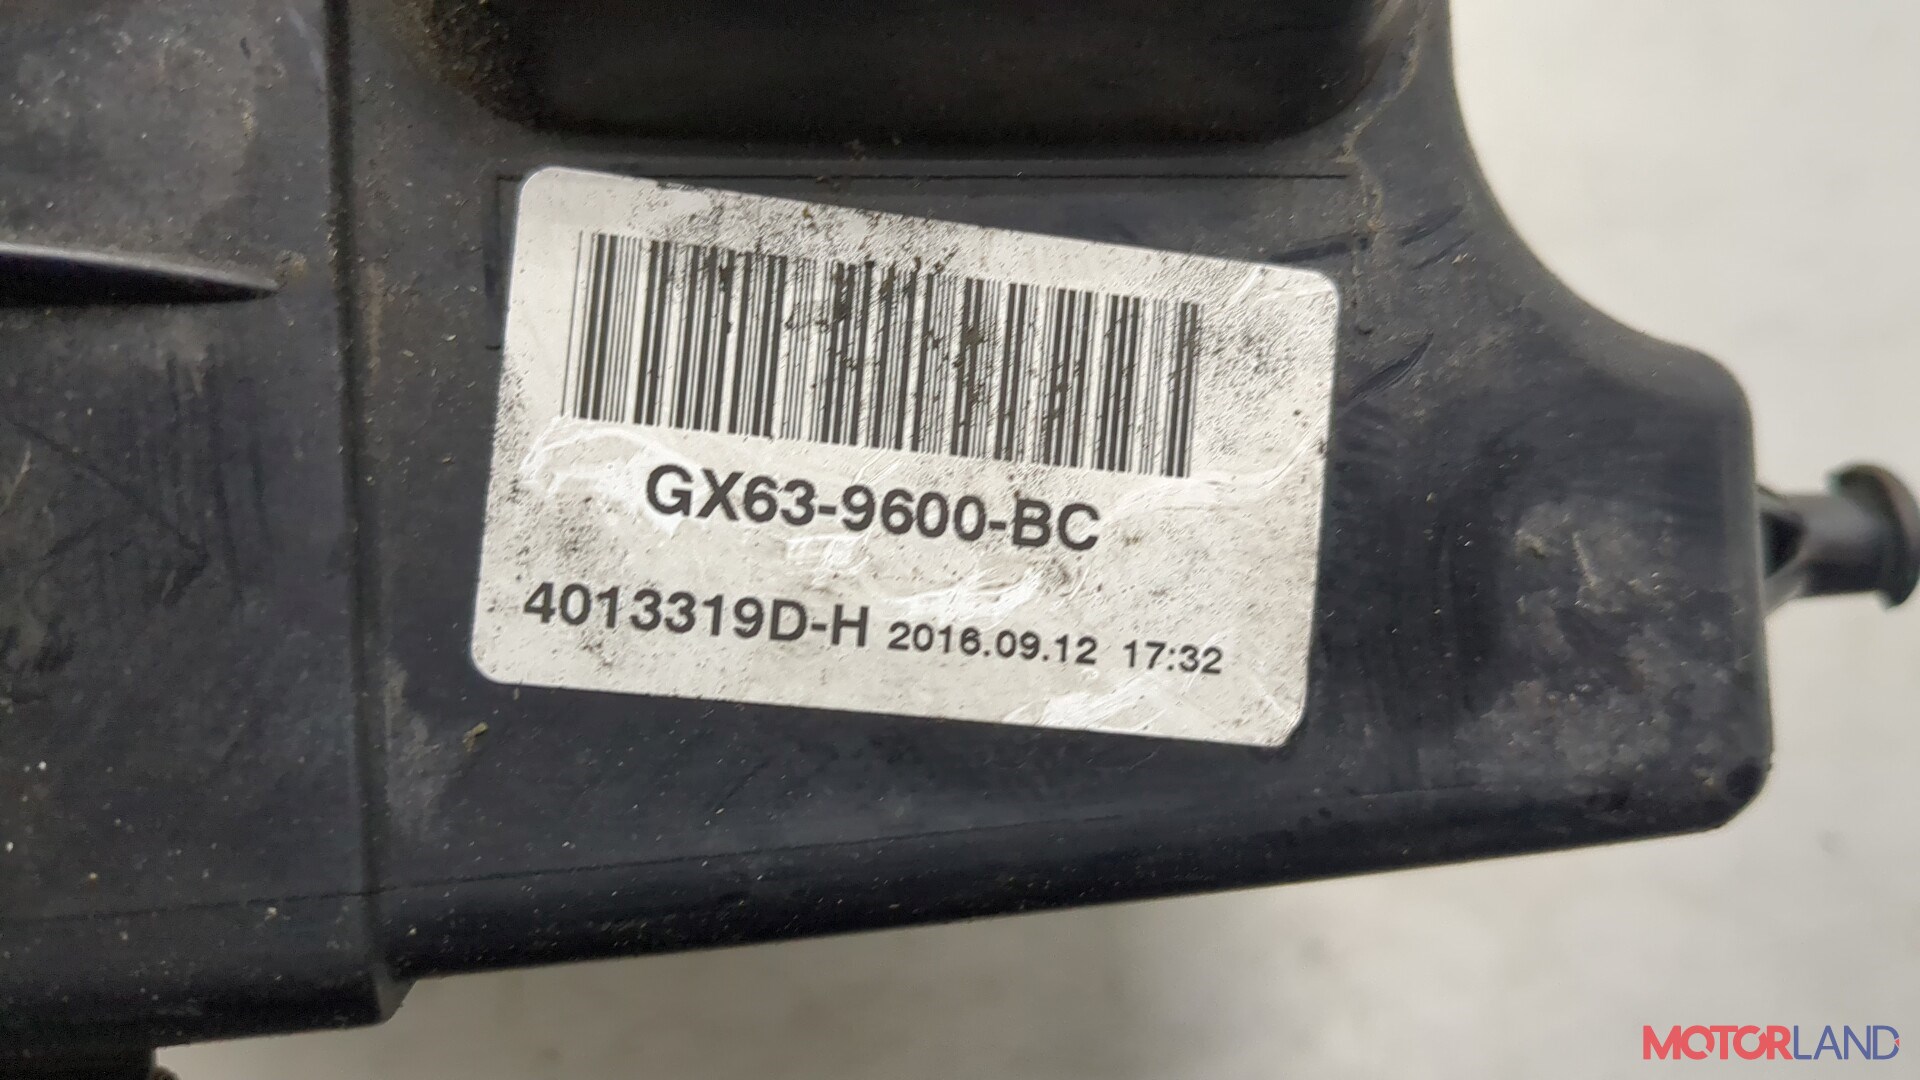 GX63-9600-BC
4013319D-H 2016.09.12 17:32
MOTORLAND